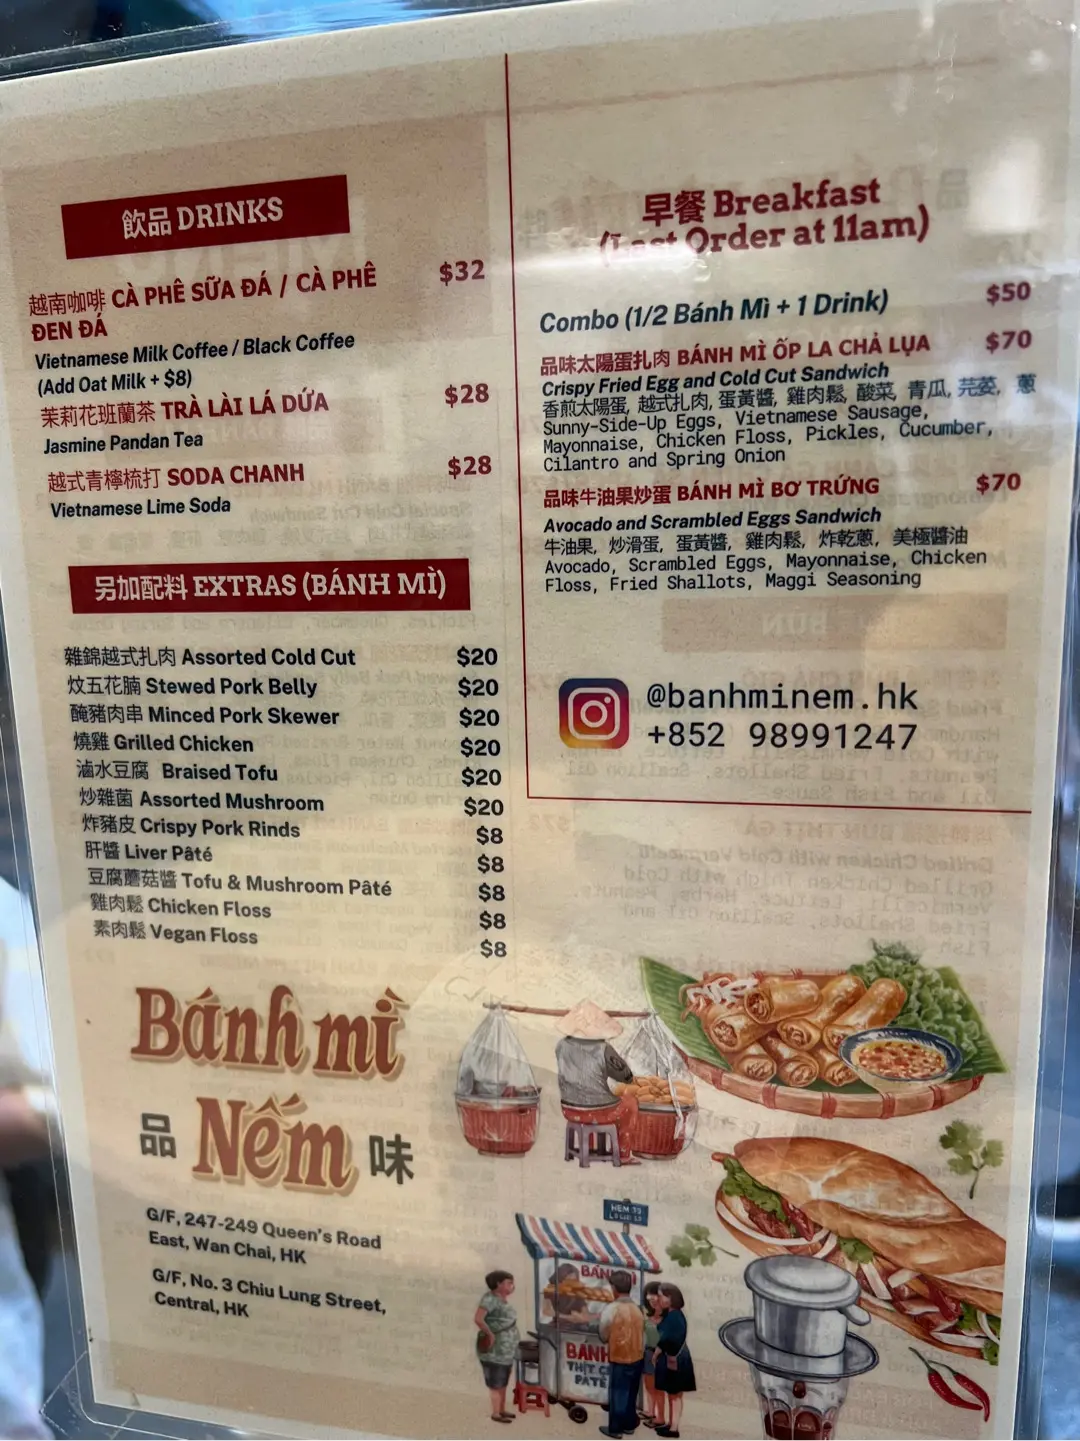 飲品 DRINKS
越南咖啡 CÀ PHÊ SỮA ĐÁ / CÀ PHÊ ĐEN ĐÁ $32
Vietnamese Milk Coffee / Black Coffee
(Add Oat Milk + $8)
茉莉花班蘭茶 TRÀ LÀI LÁ DỨA $28
Jasmine Pandan Tea
越式青檸梳打 SODA CHANH $28
Vietnamese Lime Soda
另加配料 EXTRAS (BÁNH MÌ)
雜錦越式扎肉 Assorted Cold Cut $20
炆五花腩 Stewed Pork Belly $20
醃豬肉串 Minced Pork Skewer $20
燒雞 Grilled Chicken $20
滷水豆腐 Braised Tofu $20
炒雜菌 Assorted Mushroom $20
炸豬皮 Crispy Pork Rinds $8
肝醬 Liver Pâté $8
豆腐蘑菇醬 Tofu & Mushroom Pâté $8
雞肉鬆 Chicken Floss $8
素肉鬆 Vegan Floss $8
早餐 Breakfast
(Last Order at 11am)
Combo (1/2 Bánh Mì + 1 Drink) $50
品味太陽蛋扎肉 BÁNH MÌ ỐP LA CHẢ LỤA $70
Crispy Fried Egg and Cold Cut Sandwich
香煎太陽蛋, 越式扎肉, 蛋黃醬, 雞肉鬆, 酸菜, 青瓜, 芫荽, 蔥
Sunny-Side-Up Eggs, Vietnamese Sausage,
Mayonnaise, Chicken Floss, Pickles, Cucumber,
Cilantro and Spring Onion
品味牛油果炒蛋 BÁNH MÌ BƠ TRỨNG $70
Avocado and Scrambled Eggs Sandwich
牛油果, 炒滑蛋, 蛋黃醬, 雞肉鬆, 炸乾蔥, 美極醬油
Avocado, Scrambled Eggs, Mayonnaise, Chicken
Floss, Fried Shallots, Maggi Seasoning
@banhminem.hk
+852 98991247
Bánh mì
品 Nếm 味
G/F, 247-249 Queen's Road
East, Wan Chai, HK
G/F, No. 3 Chiu Lung Street,
Central, HK
BÁNH
THỊT
PATÊ